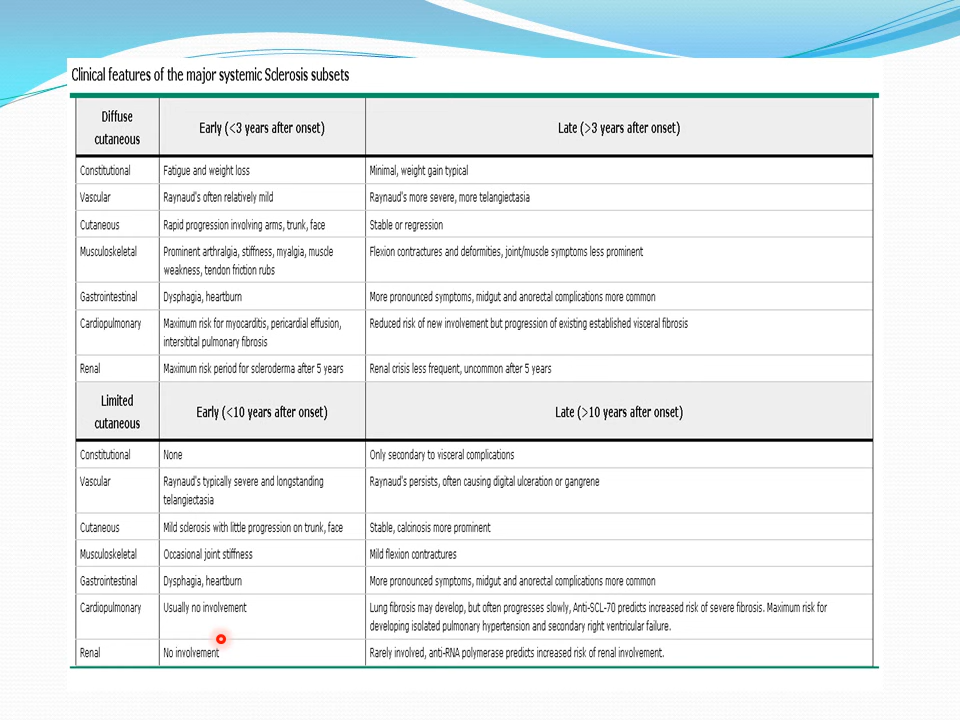 Clinical features of the major systemic Sclerosis subsets
Diffuse cutaneous | Early (<3 years after onset) | Late (>3 years after onset)
Constitutional | Fatigue and weight loss | Minimal, weight gain typical
Vascular | Raynaud's often relatively mild | Raynaud's more severe, more telangiectasia
Cutaneous | Rapid progression involving arms, trunk, face | Stable or regression
Musculoskeletal | Prominent arthralgia, stiffness, myalgia, muscle weakness, tendon friction rubs | Flexion contractures and deformities, joint/muscle symptoms less prominent
Gastrointestinal | Dysphagia, heartburn | More pronounced symptoms, midgut and anorectal complications more common
Cardiopulmonary | Maximum risk for myocarditis, pericardial effusion, intersitital pulmonary fibrosis | Reduced risk of new involvement but progression of existing established visceral fibrosis
Renal | Maximum risk period for scleroderma after 5 years | Renal crisis less frequent, uncommon after 5 years
Limited cutaneous | Early (<10 years after onset) | Late (>10 years after onset)
Constitutional | None | Only secondary to visceral complications
Vascular | Raynaud's typically severe and longstanding telangiectasia | Raynaud's persists, often causing digital ulceration or gangrene
Cutaneous | Mild sclerosis with little progression on trunk, face | Stable, calcinosis more prominent
Musculoskeletal | Occasional joint stiffness | Mild flexion contractures
Gastrointestinal | Dysphagia, heartburn | More pronounced symptoms, midgut and anorectal complications more common
Cardiopulmonary | Usually no involvement | Lung fibrosis may develop, but often progresses slowly, Anti-SCL-70 predicts increased risk of severe fibrosis. Maximum risk for developing isolated pulmonary hypertension and secondary right ventricular failure.
Renal | No involvement | Rarely involved, anti-RNA polymerase predicts increased risk of renal involvement.